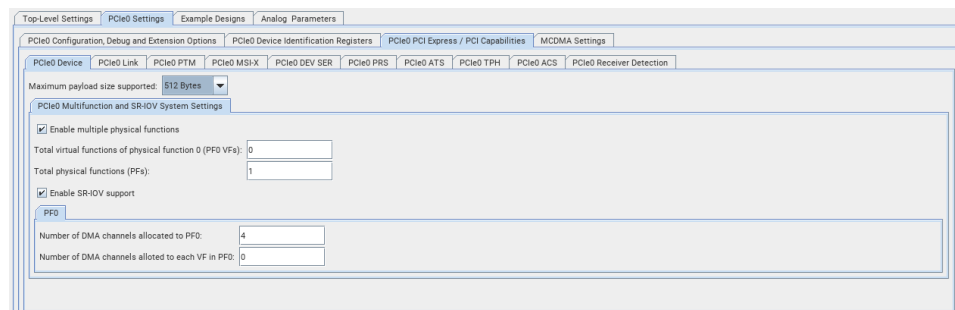 Top-Level Settings PCIe0 Settings Example Designs Analog Parameters
PCIe0 Configuration, Debug and Extension Options PCIe0 Device Identification Registers PCIe0 PCI Express / PCI Capabilities MCDMA Settings
PCIe0 Device PCIe0 Link PCIe0 PTM PCIe0 MSI-X PCIe0 DEV SER PCIe0 PRS PCIe0 ATS PCIe0 TPH PCIe0 ACS PCIe0 Receiver Detection
Maximum payload size supported: 512 Bytes
PCIe0 Multifunction and SR-IOV System Settings
Enable multiple physical functions
Total virtual functions of physical function 0 (PF0 VFs): 0
Total physical functions (PFs): 1
Enable SR-IOV support
PF0
Number of DMA channels allocated to PF0: 4
Number of DMA channels alloted to each VF in PF0: 0